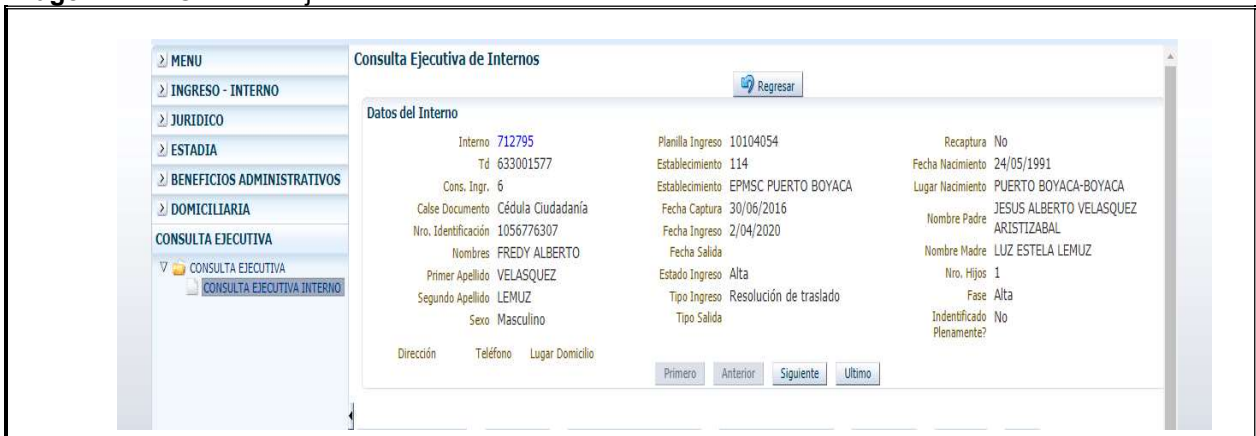 MENU
INGRESO - INTERNO
JURIDICO
ESTADIA
BENEFICIOS ADMINISTRATIVOS
DOMICILIARIA
CONSULTA EJECUTIVA
CONSULTA EJECUTIVA
CONSULTA EJECUTIVA INTERNO
Consulta Ejecutiva de Internos
Regresar
Datos del Interno
Interno 712795
Td 633001577
Cons. Ingr. 6
Calse Documento Cédula Ciudadanía
Nro. Identificación 1056776307
Nombres FREDY ALBERTO
Primer Apellido VELASQUEZ
Segundo Apellido LEMUZ
Sexo Masculino
Planilla Ingreso 10104054
Establecimiento 114
Establecimiento EPMSC PUERTO BOYACA
Fecha Captura 30/06/2016
Fecha Ingreso 2/04/2020
Fecha Salida
Estado Ingreso Alta
Tipo Ingreso Resolución de traslado
Tipo Salida
Recaptura No
Fecha Nacimiento 24/05/1991
Lugar Nacimiento PUERTO BOYACA-BOYACA
Nombre Padre JESUS ALBERTO VELASQUEZ
ARISTIZABAL
Nombre Madre LUZ ESTELA LEMUZ
Nro. Hijos 1
Fase Alta
Indentificado No
Plenamente?
Dirección Teléfono Lugar Domicilio
Primero Anterior Siguiente Ultimo